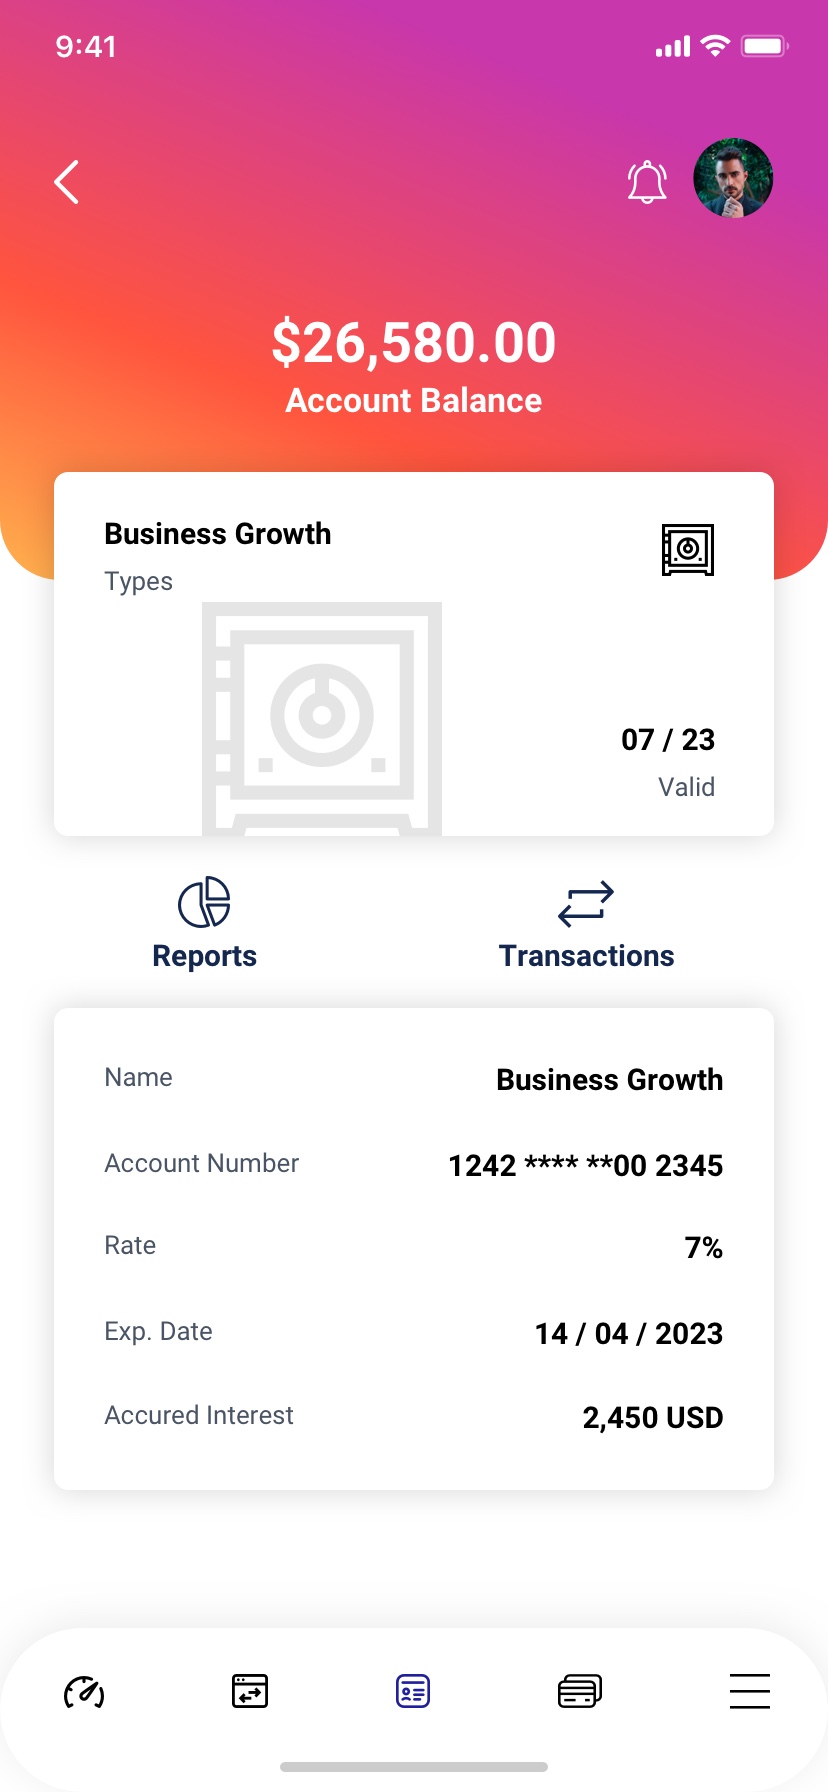 9:41
$26,580.00
Account Balance
Business Growth
Types
07 / 23
Valid
Reports
Transactions
Name
Business Growth
Account Number
1242 **** **00 2345
Rate
7%
Exp. Date
14 / 04 / 2023
Accured Interest
2,450 USD